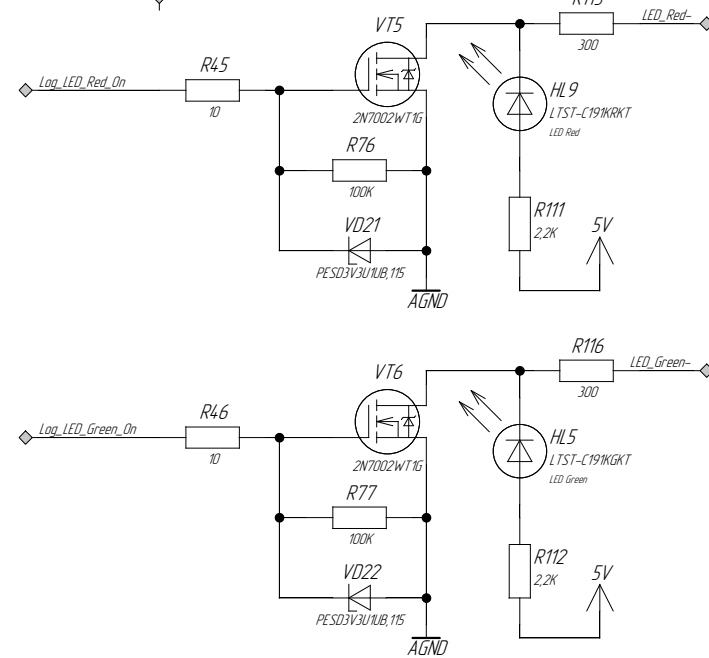 R115
300
LED_Red-
VT5
2N7002WT1G
R45
10
Log_LED_Red_On
HL9
LTST-C191KRKT
LED Red
R76
100K
VD21
PESD3V3U1UB,115
AGND
R111
2,2K
5V
R116
300
LED_Green-
VT6
2N7002WT1G
R46
10
Log_LED_Green_On
HL5
LTST-C191KGKT
LED Green
R77
100K
VD22
PESD3V3U1UB,115
AGND
R112
2,2K
5V